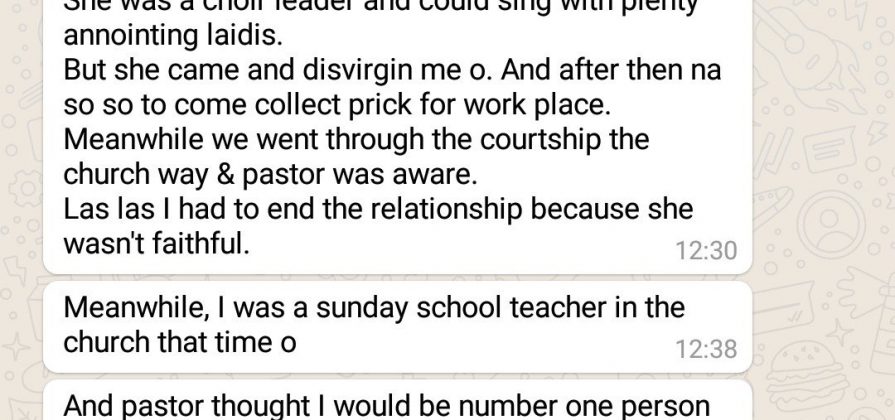 She was a choir leader and could sing with plenty
annointing laidis.
But she came and disvirgin me o. And after then na
so so to come collect prick for work place.
Meanwhile we went through the courtship the
church way & pastor was aware.
Las las I had to end the relationship because she
wasn't faithful.
12:30
Meanwhile, I was a sunday school teacher in the
church that time o
12:38
And pastor thought I would be number one person